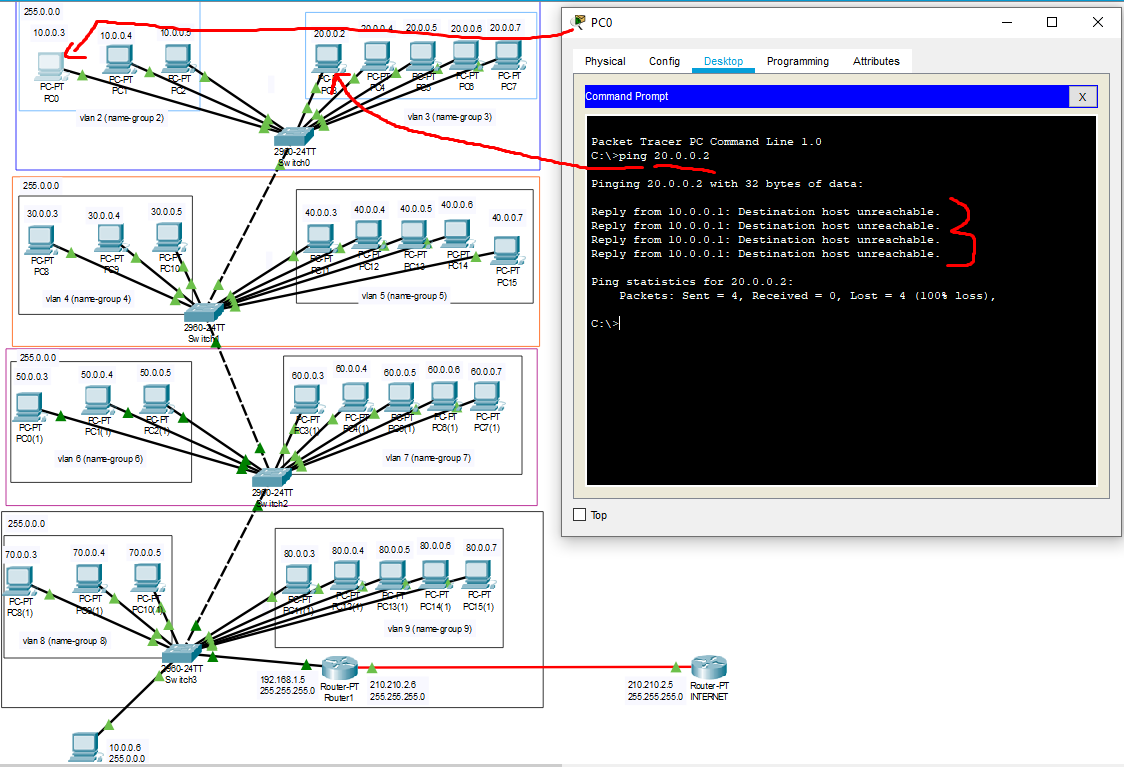 255.0.0.0
10.0.0.3
10.0.0.4
10.0.0.5
20.0.0.2
20.0.0.4
20.0.0.5
20.0.0.6
20.0.0.7
PC-PT
PC0
PC-PT
PC1
PC-PT
PC2
PC-PT
PC-PT
PC4
PC-PT
PC5
PC-PT
PC6
PC-PT
PC7
vlan 2 (name-group 2)
vlan 3 (name-group 3)
2960-24TT
Switch0
255.0.0.0
30.0.0.3
30.0.0.4
30.0.0.5
40.0.0.3
40.0.0.4
40.0.0.5
40.0.0.6
40.0.0.7
PC-PT
PC8
PC-PT
PC9
PC-PT
PC10
PC-PT
PC11
PC-PT
PC12
PC-PT
PC13
PC-PT
PC14
PC-PT
PC15
vlan 4 (name-group 4)
vlan 5 (name-group 5)
2960-24TT
Switch1
255.0.0.0
50.0.0.3
50.0.0.4
50.0.0.5
60.0.0.3
60.0.0.4
60.0.0.5
60.0.0.6
60.0.0.7
PC-PT
PC0(1)
PC-PT
PC1(1)
PC-PT
PC2(1)
PC-PT
PC3(1)
PC-PT
PC4(1)
PC-PT
PC5(1)
PC-PT
PC6(1)
PC-PT
PC7(1)
vlan 6 (name-group 6)
vlan 7 (name-group 7)
2960-24TT
Switch2
255.0.0.0
70.0.0.3
70.0.0.4
70.0.0.5
80.0.0.3
80.0.0.4
80.0.0.5
80.0.0.6
80.0.0.7
PC-PT
PC8(1)
PC-PT
PC9(1)
PC-PT
PC10(1)
PC-PT
PC11(1)
PC-PT
PC12(1)
PC-PT
PC13(1)
PC-PT
PC14(1)
PC-PT
PC15(1)
vlan 8 (name-group 8)
vlan 9 (name-group 9)
2960-24TT
Switch3
192.168.1.5
255.255.255.0
Router-PT
Router1
210.210.2.6
255.255.255.0
210.210.2.5
255.255.255.0
Router-PT
INTERNET
10.0.0.6
255.0.0.0
PC0
Physical Config Desktop Programming Attributes
Command Prompt X
Packet Tracer PC Command Line 1.0
C:\>ping 20.0.0.2
Pinging 20.0.0.2 with 32 bytes of data:
Reply from 10.0.0.1: Destination host unreachable.
Reply from 10.0.0.1: Destination host unreachable.
Reply from 10.0.0.1: Destination host unreachable.
Reply from 10.0.0.1: Destination host unreachable.
Ping statistics for 20.0.0.2:
Packets: Sent = 4, Received = 0, Lost = 4 (100% loss),
C:\>
Top